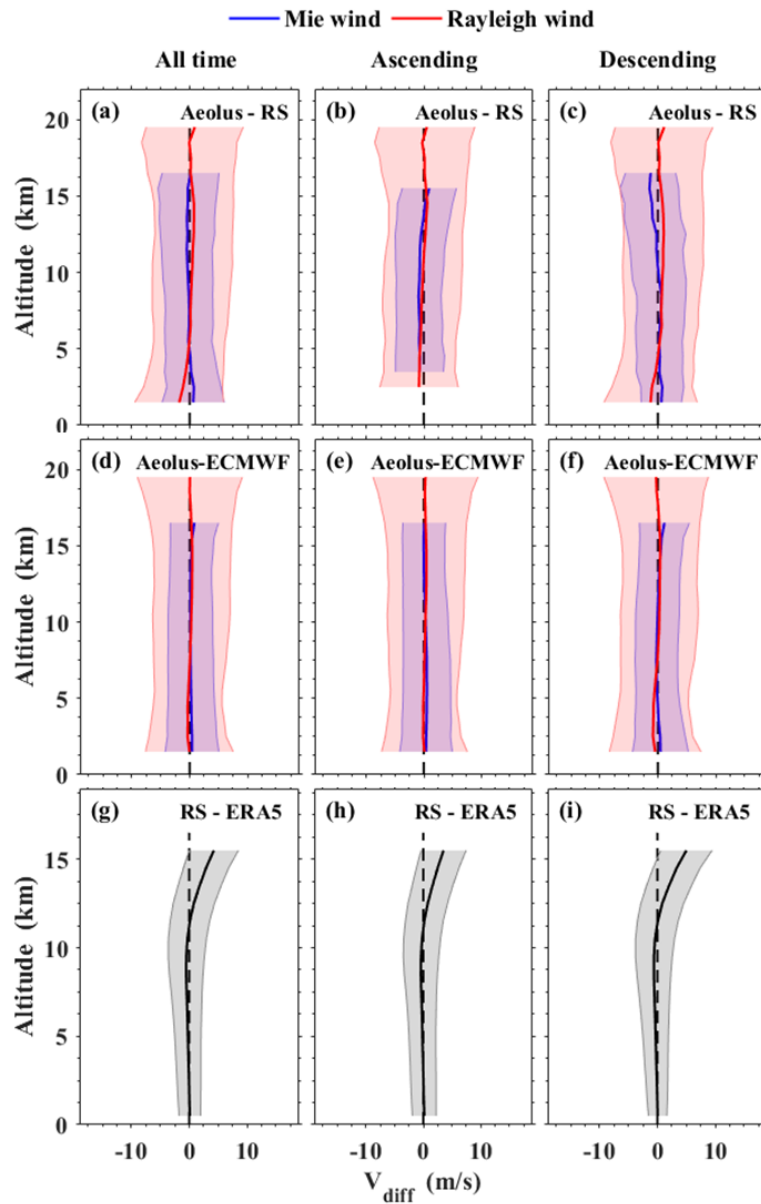 Mie wind Rayleigh wind
All time Ascending Descending
(a) Aeolus - RS (b) Aeolus - RS (c) Aeolus - RS
20
15
10
5
0
Altitude (km)
(d) Aeolus-ECMWF (e) Aeolus-ECMWF (f) Aeolus-ECMWF
20
15
10
5
0
Altitude (km)
(g) RS - ERA5 (h) RS - ERA5 (i) RS - ERA5
15
10
5
0
Altitude (km)
-10 0 10 -10 0 10 -10 0 10
V_diff (m/s)